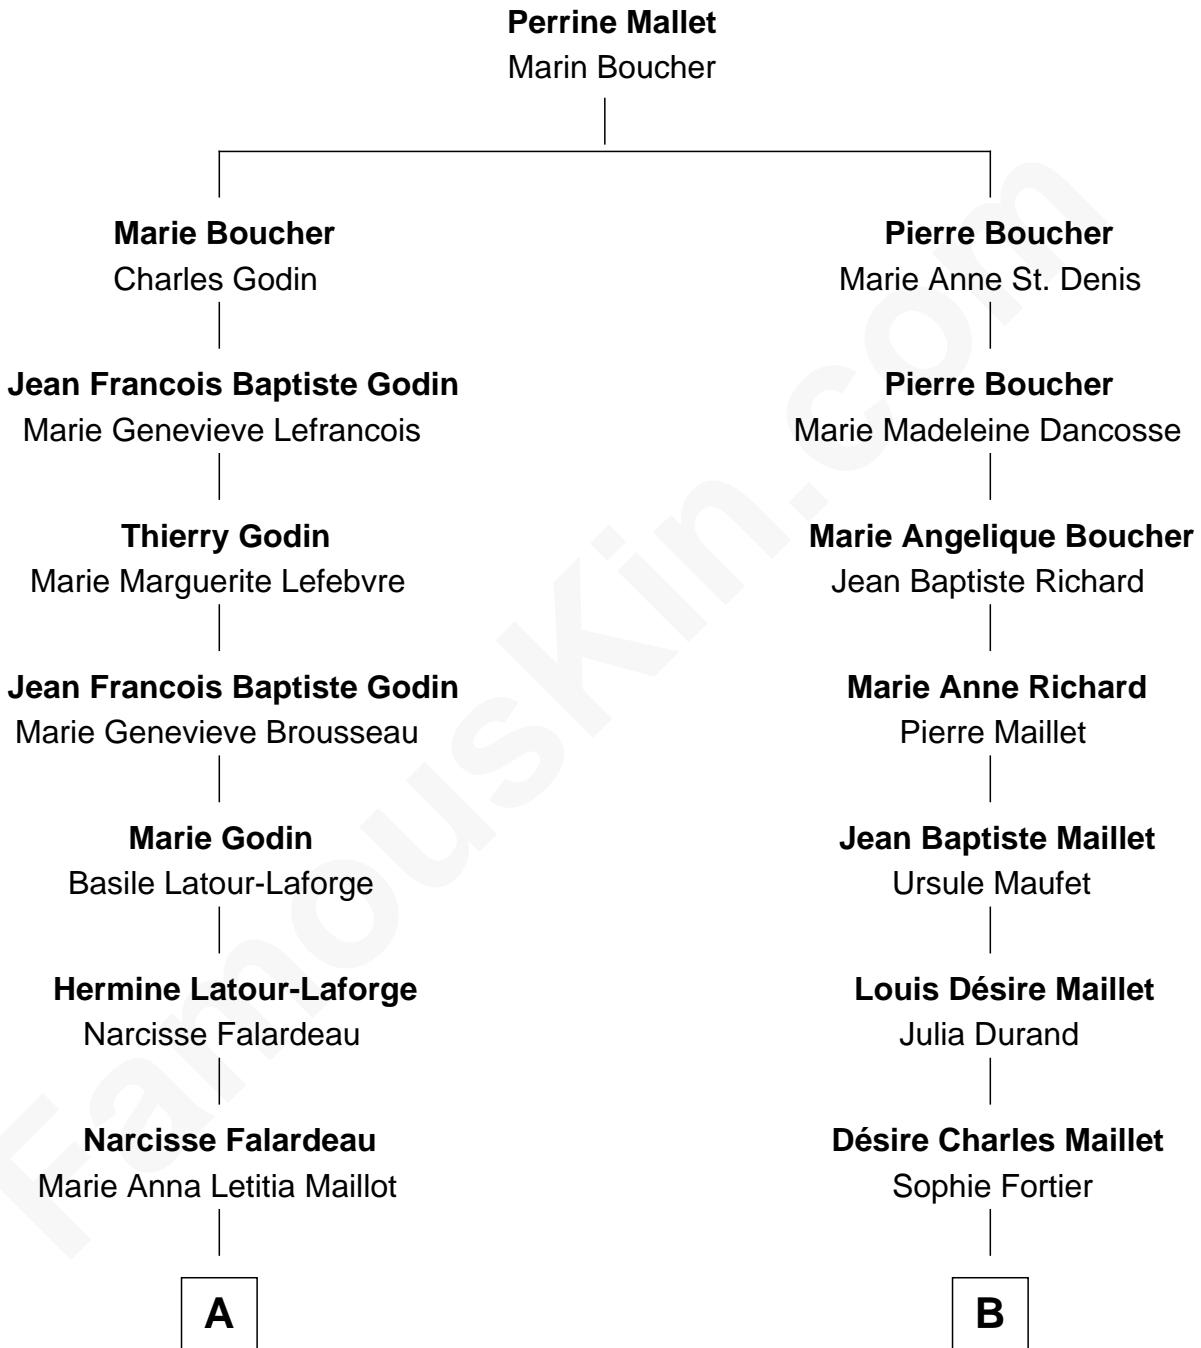 Perrine Mallet
Marin Boucher
Marie Boucher
Charles Godin
Pierre Boucher
Marie Anne St. Denis
Jean Francois Baptiste Godin
Marie Genevieve Lefrancois
Pierre Boucher
Marie Madeleine Dancosse
Thierry Godin
Marie Marguerite Lefebvre
Marie Angelique Boucher
Jean Baptiste Richard
Jean Francois Baptiste Godin
Marie Genevieve Brousseau
Marie Anne Richard
Pierre Maillet
Marie Godin
Basile Latour-Laforge
Jean Baptiste Maillet
Ursule Maufet
Hermine Latour-Laforge
Narcisse Falardeau
Louis Désire Maillet
Julia Durand
Narcisse Falardeau
Marie Anna Letitia Maillot
Désire Charles Maillet
Sophie Fortier
A
B
FamousKin.com